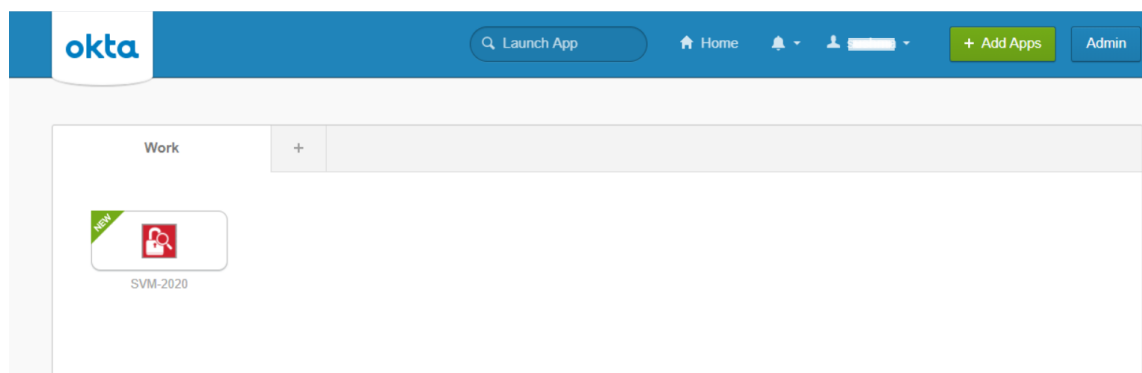 okta
Launch App
Home
+ Add Apps
Admin
Work
+
NEW
SVM-2020